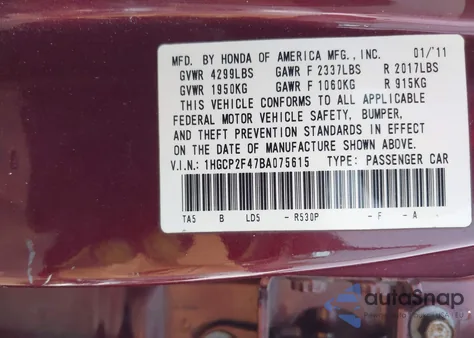 MFD. BY HONDA OF AMERICA MFG., INC. 01/'11
GVWR 4299LBS GAWR F 2337LBS R 2017LBS
GVWR 1950KG GAWR F 1060KG R 915KG
THIS VEHICLE CONFORMS TO ALL APPLICABLE
FEDERAL MOTOR VEHICLE SAFETY, BUMPER,
AND THEFT PREVENTION STANDARDS IN EFFECT
ON THE DATE OF MANUFACTURE SHOWN ABOVE.
V.I.N.: 1HGCP2F47BA075615 TYPE: PASSENGER CAR
TA5 B LD5 - R530P - F - A
autoSnap